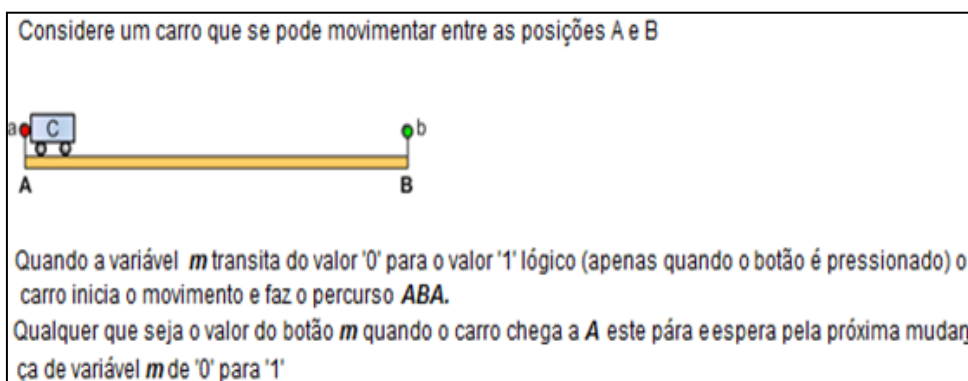 Considere um carro que se pode movimentar entre as posições A e B
a C b
A B
Quando a variável m transita do valor '0' para o valor '1' lógico (apenas quando o botão é pressionado) o
carro inicia o movimento e faz o percurso ABA.
Qualquer que seja o valor do botão m quando o carro chega a A este pára e espera pela próxima mudan
ça de variável m de '0' para '1'